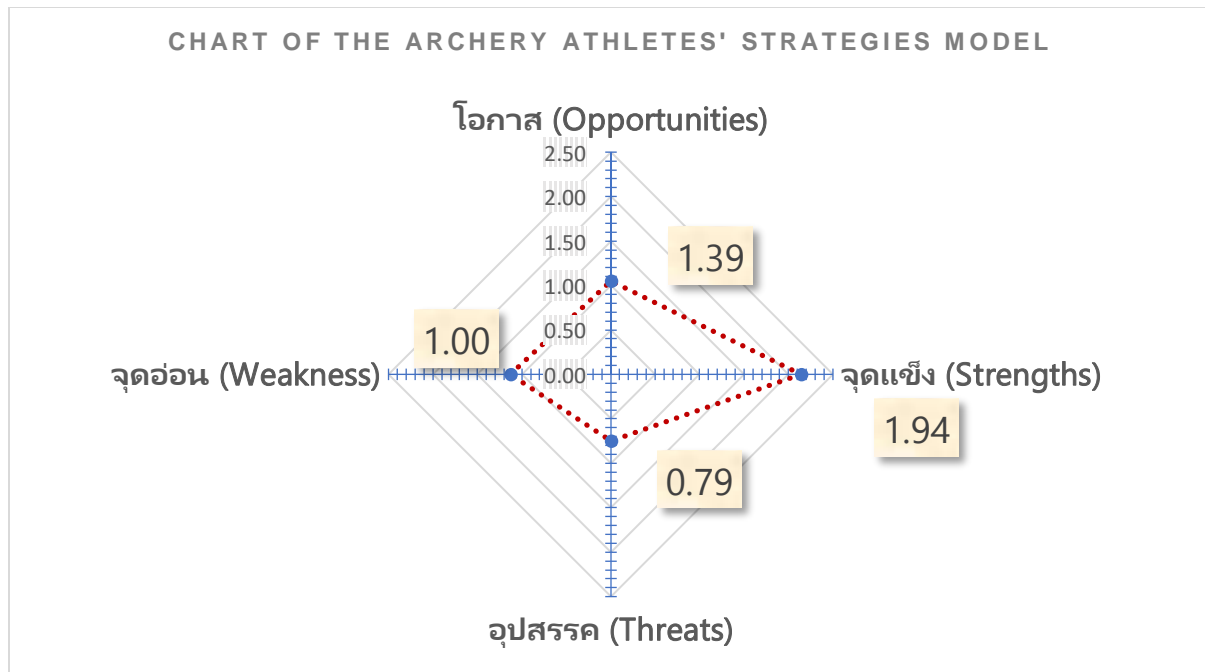 CHART OF THE ARCHERY ATHLETES' STRATEGIES MODEL
โอกาส (Opportunities)
2.50
2.00
1.50
1.39
1.00
1.00
0.50
จุดอ่อน (Weakness)
0.00
จุดแข็ง (Strengths)
1.94
0.79
อุปสรรค (Threats)